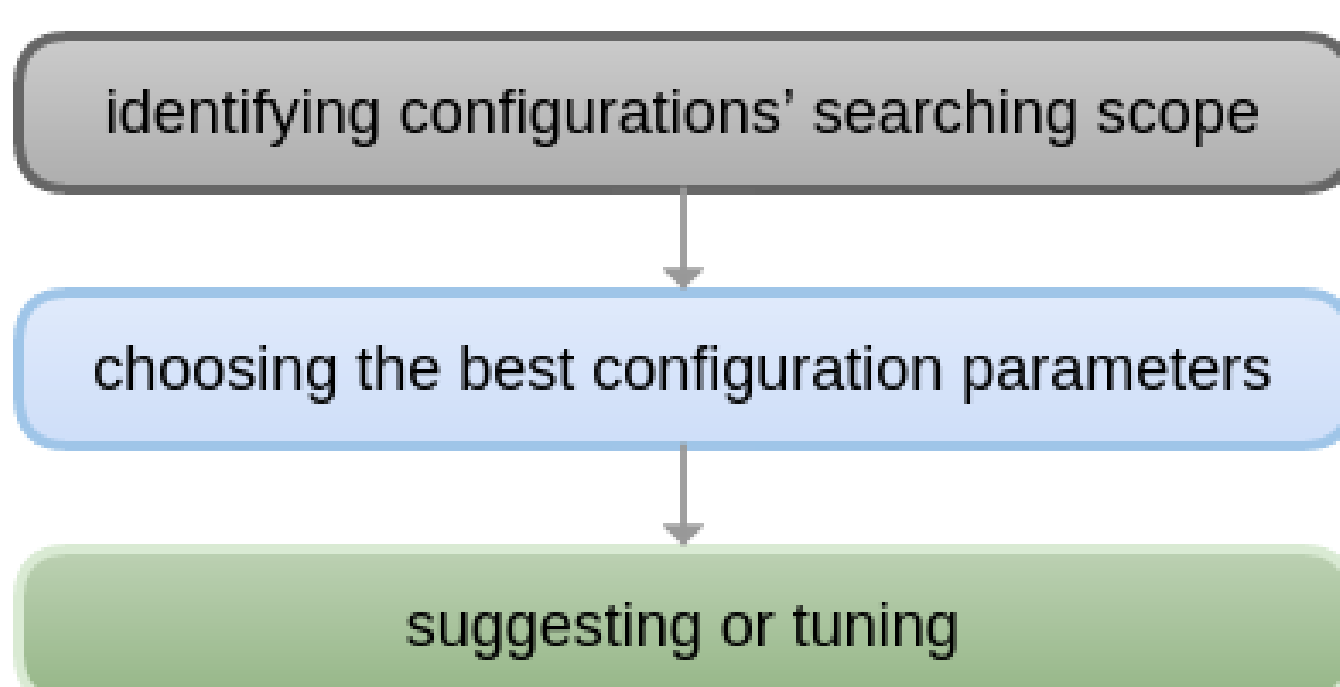 identifying configurations’ searching scope
choosing the best configuration parameters
suggesting or tuning